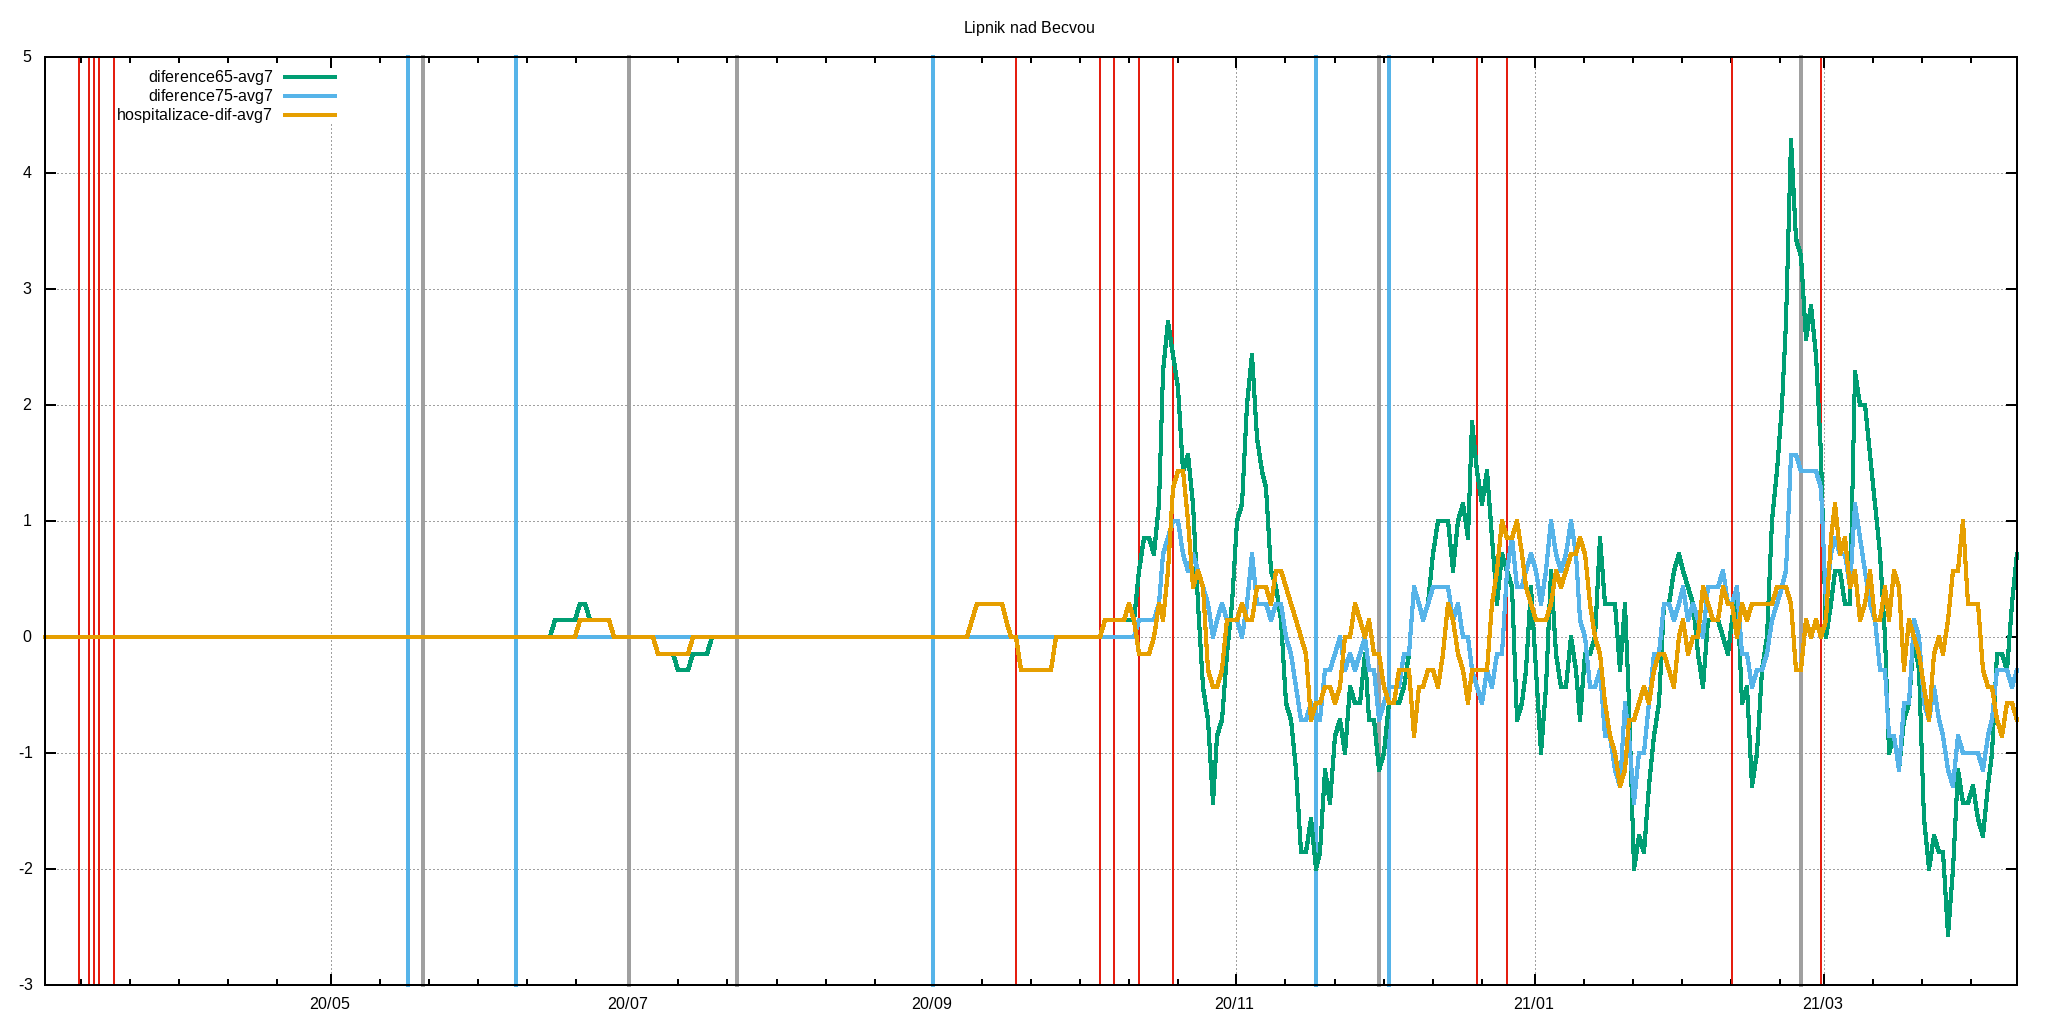 Lipnik nad Becvou
5
diference65-avg7
diference75-avg7
hospitalizace-dif-avg7
4
3
2
1
0
-1
-2
-3
20/05 20/07 20/09 20/11 21/01 21/03